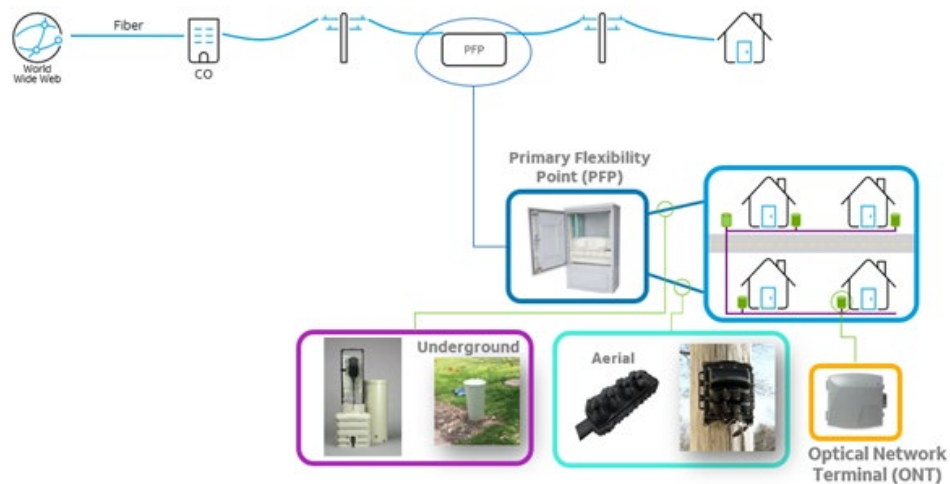 Fiber
PFP
World
Wide Web
CO
Primary Flexibility
Point (PFP)
Underground
Aerial
Optical Network
Terminal (ONT)